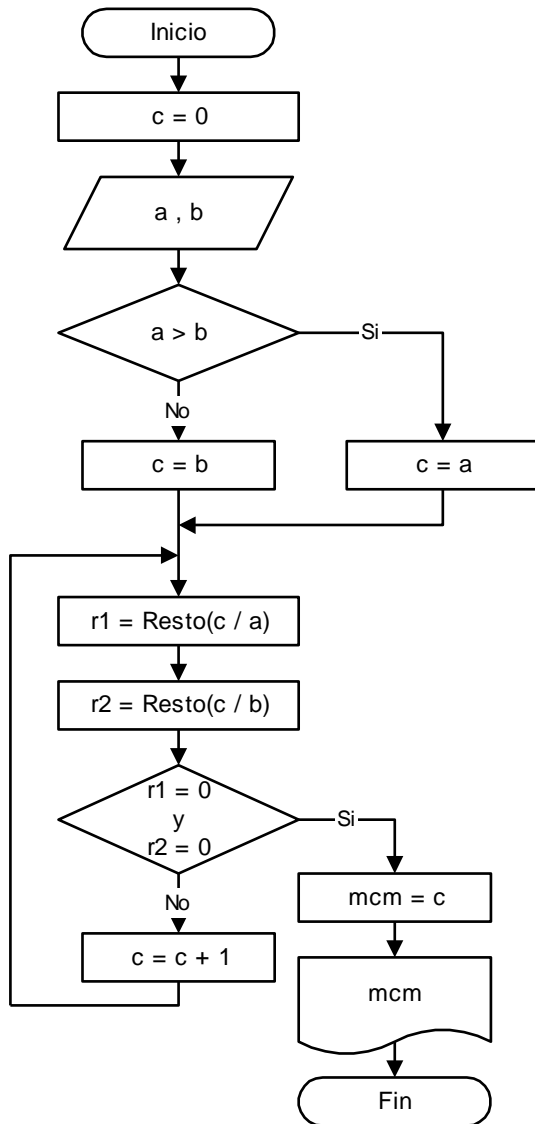 Inicio
c = 0
a , b
a > b
Si
No
c = b
c = a
r1 = Resto(c / a)
r2 = Resto(c / b)
r1 = 0
y
r2 = 0
Si
No
mcm = c
c = c + 1
mcm
Fin